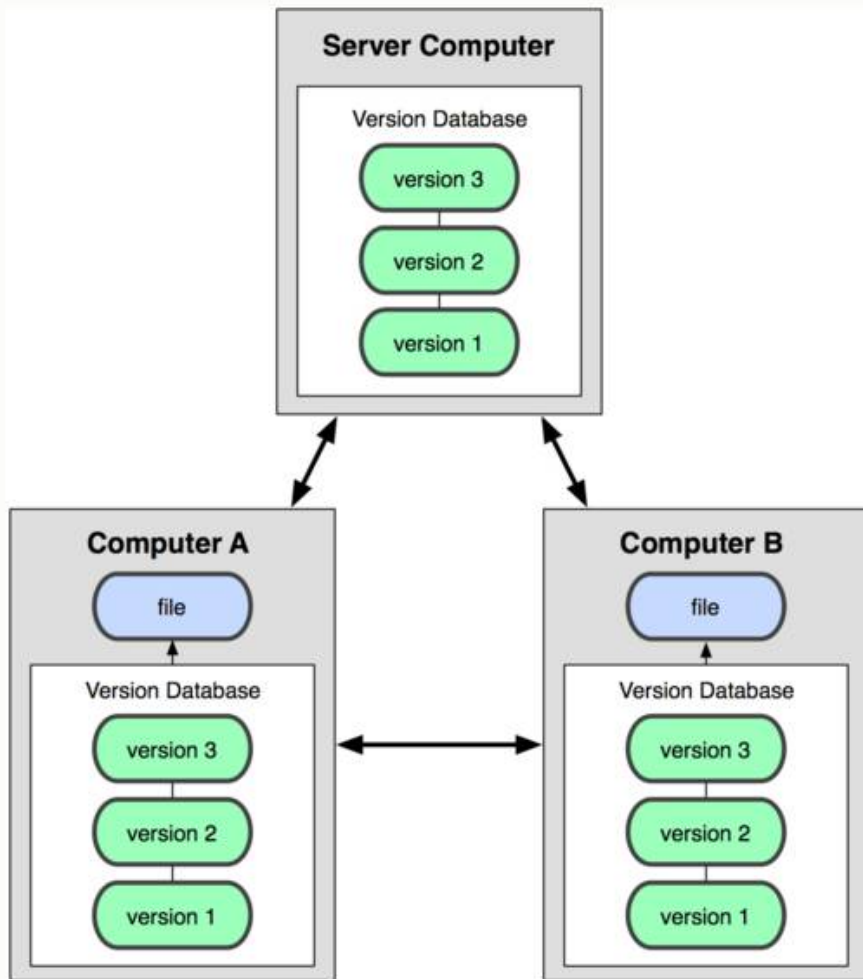 Server Computer
Version Database
version 3
version 2
version 1
Computer A
file
Version Database
version 3
version 2
version 1
Computer B
file
Version Database
version 3
version 2
version 1